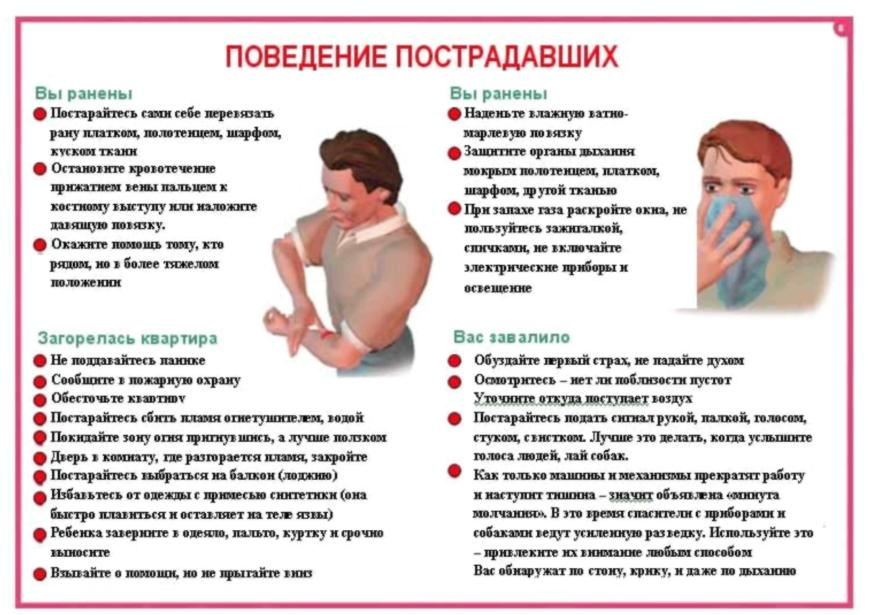 6
ПОВЕДЕНИЕ ПОСТРАДАВШИХ
Вы ранены
Постарайтесь сами себе перевязать
рану платком, полотенцем, шарфом,
куском ткани
Остановите кровотечение
прижатием вены пальцем к
костному выступу или наложите
давящую повязку.
Окажите помощь тому, кто
рядом, но в более тяжелом
положении
Вы ранены
Наденьте влажную ватно-
марлевую повязку
Защитите органы дыхания
мокрым полотенцем, платком,
шарфом, другой тканью
При запахе газа раскройте окна, не
пользуйтесь зажигалкой,
спичками, не включайте
электрические приборы и
освещение
Загорелась квартира
Не поддавайтесь панике
Сообщите в пожарную охрану
Обесточьте квартиру
Постарайтесь сбить пламя огнетушителем, водой
Покидайте зону огня пригнувшись, а лучше ползком
Дверь в комнату, где разгорается пламя, закройте
Постарайтесь выбраться на балкон (лоджию)
Избавьтесь от одежды с примесью синтетики (она
быстро плавиться и оставляет на теле язвы)
Ребенка заверните в одеяло, пальто, куртку и срочно
выносите
Взывайте о помощи, но не прыгайте вниз
Вас завалило
Обуздайте первый страх, не падайте духом
Осмотритесь – нет ли поблизости пустот
Уточните откуда поступает воздух
Постарайтесь подать сигнал рукой, палкой, голосом,
стуком, свистком. Лучше это делать, когда услышите
голоса людей, лай собак.
Как только машины и механизмы прекратят работу
и наступит тишина – значит объявлена «минута
молчания». В это время спасатели с приборами и
собаками ведут усиленную разведку. Используйте это
– привлеките их внимание любым способом
Вас обнаружат по стону, крику, и даже по дыханию